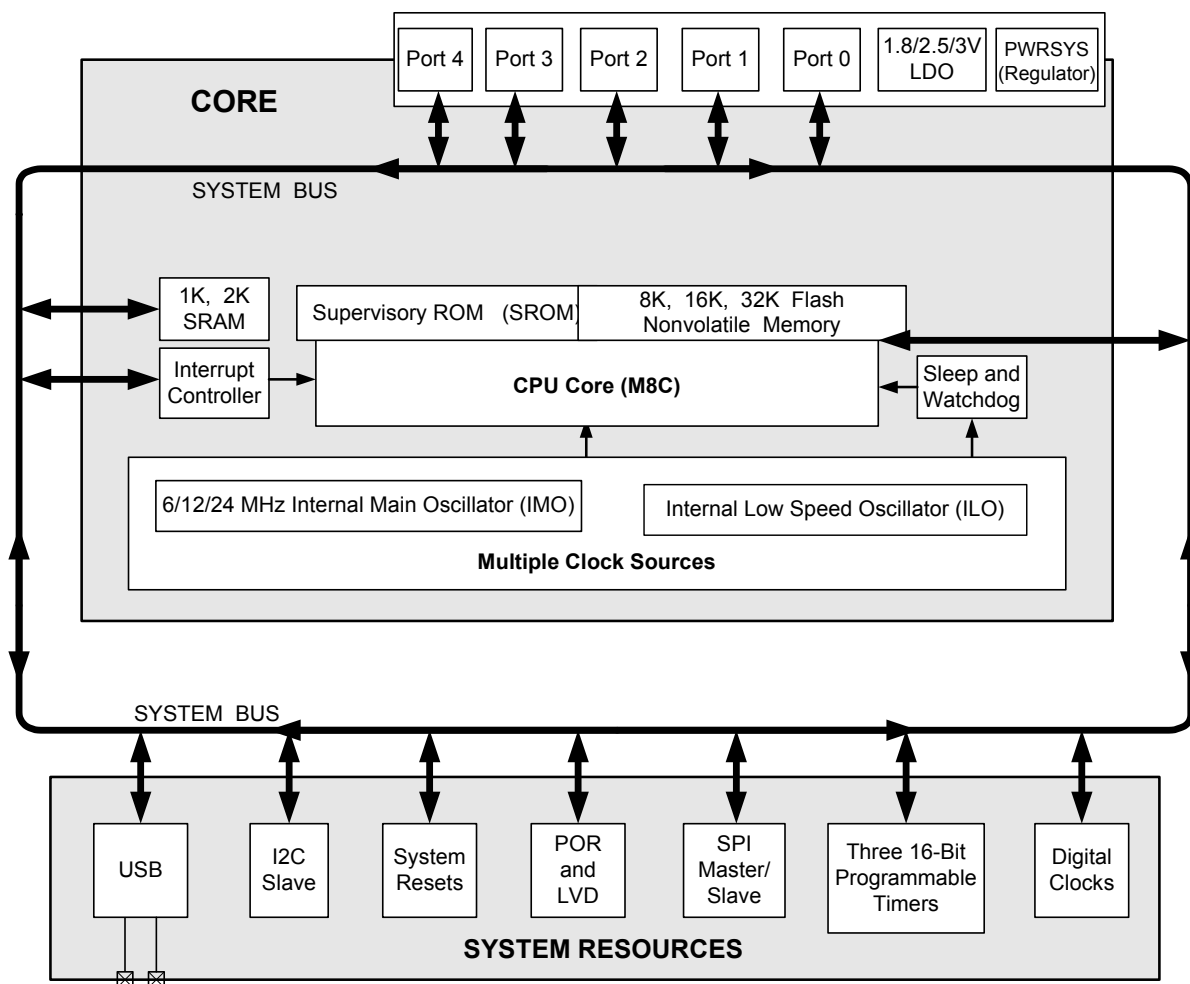 Port 4
Port 3
Port 2
Port 1
Port 0
1.8/2.5/3V
LDO
PWRSYS
(Regulator)
CORE
SYSTEM BUS
1K, 2K
SRAM
Supervisory ROM (SROM)
8K, 16K, 32K Flash
Nonvolatile Memory
Interrupt
Controller
CPU Core (M8C)
Sleep and
Watchdog
6/12/24 MHz Internal Main Oscillator (IMO)
Internal Low Speed Oscillator (ILO)
Multiple Clock Sources
SYSTEM BUS
USB
I2C
Slave
System
Resets
POR
and
LVD
SPI
Master/
Slave
Three 16-Bit
Programmable
Timers
Digital
Clocks
SYSTEM RESOURCES